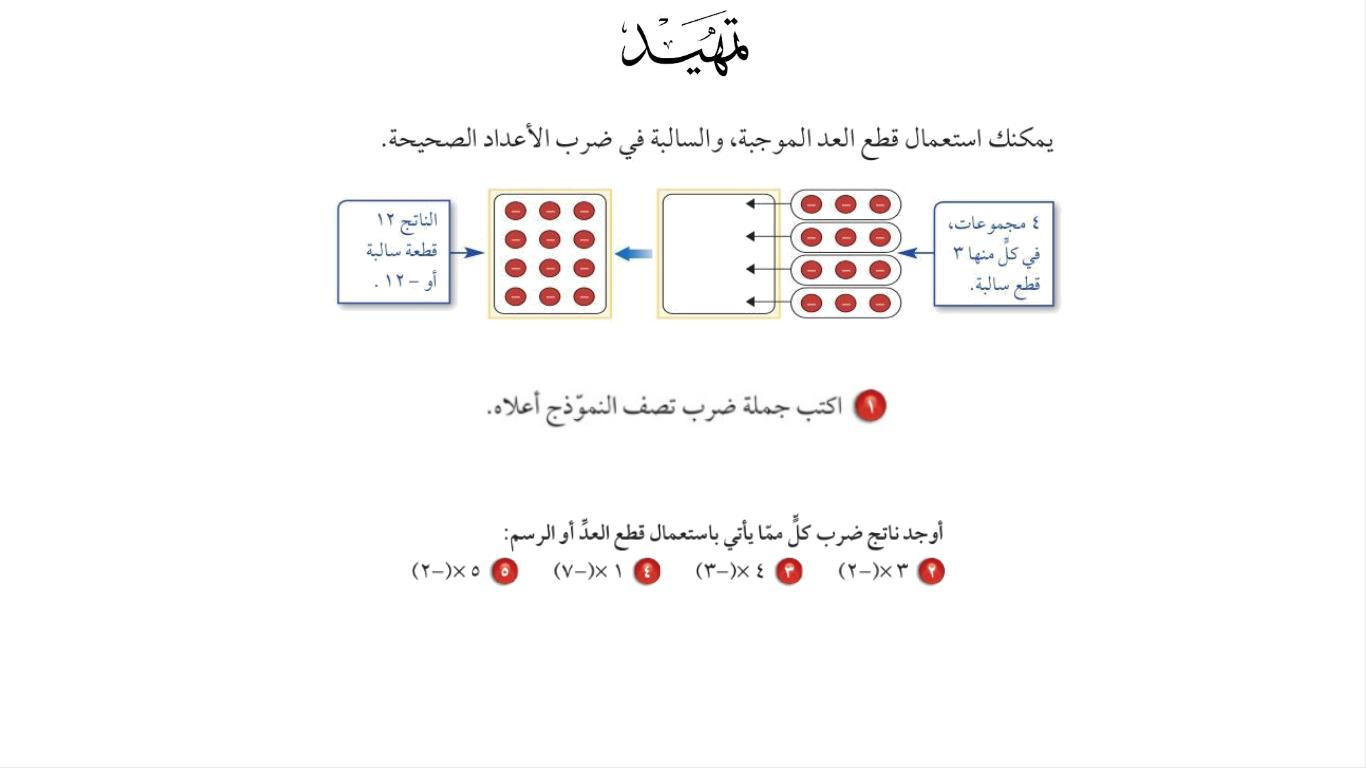 تمهيد
يمكنك استعمال قطع العد الموجبة، والسالبة في ضرب الأعداد الصحيحة.
٤ مجموعات،
في كلٍّ منها ٣
قطع سالبة.
الناتج ١٢
قطعة سالبة
أو – ١٢ .
١ اكتب جملة ضرب تصف النموّذج أعلاه.
أوجد ناتج ضرب كلٍّ ممّا يأتي باستعمال قطع العدِّ أو الرسم:
٢ ٣ ×(–٢) ٣ ٤ ×(–٣) ٤ ١ ×(–٧) ٥ ٥ ×(–٢)